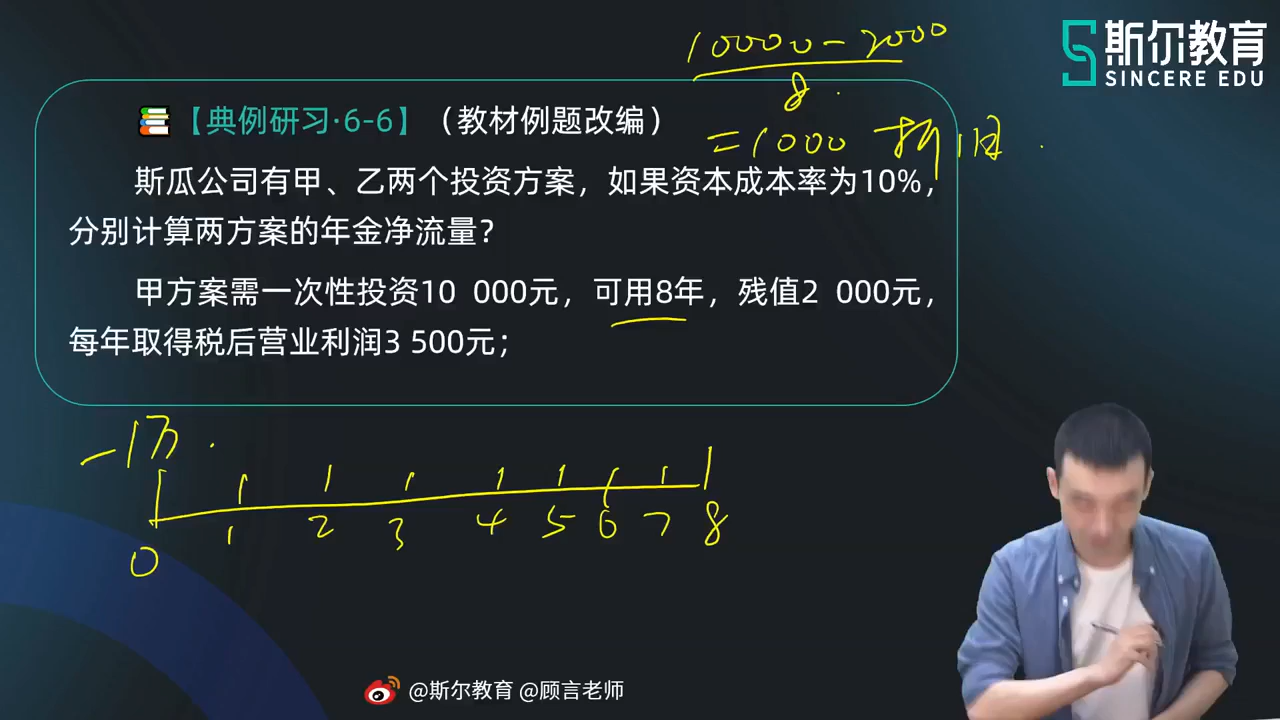 10000-2000
8
=1000 折旧
斯尔教育
SINCERE EDU
【典例研习·6-6】（教材例题改编）
斯瓜公司有甲、乙两个投资方案，如果资本成本率为10%，
分别计算两方案的年金净流量？
甲方案需一次性投资10 000元，可用8年，残值2 000元，
每年取得税后营业利润3 500元；
-1万
0 1 2 3 4 5 6 7 8
@斯尔教育 @顾言老师